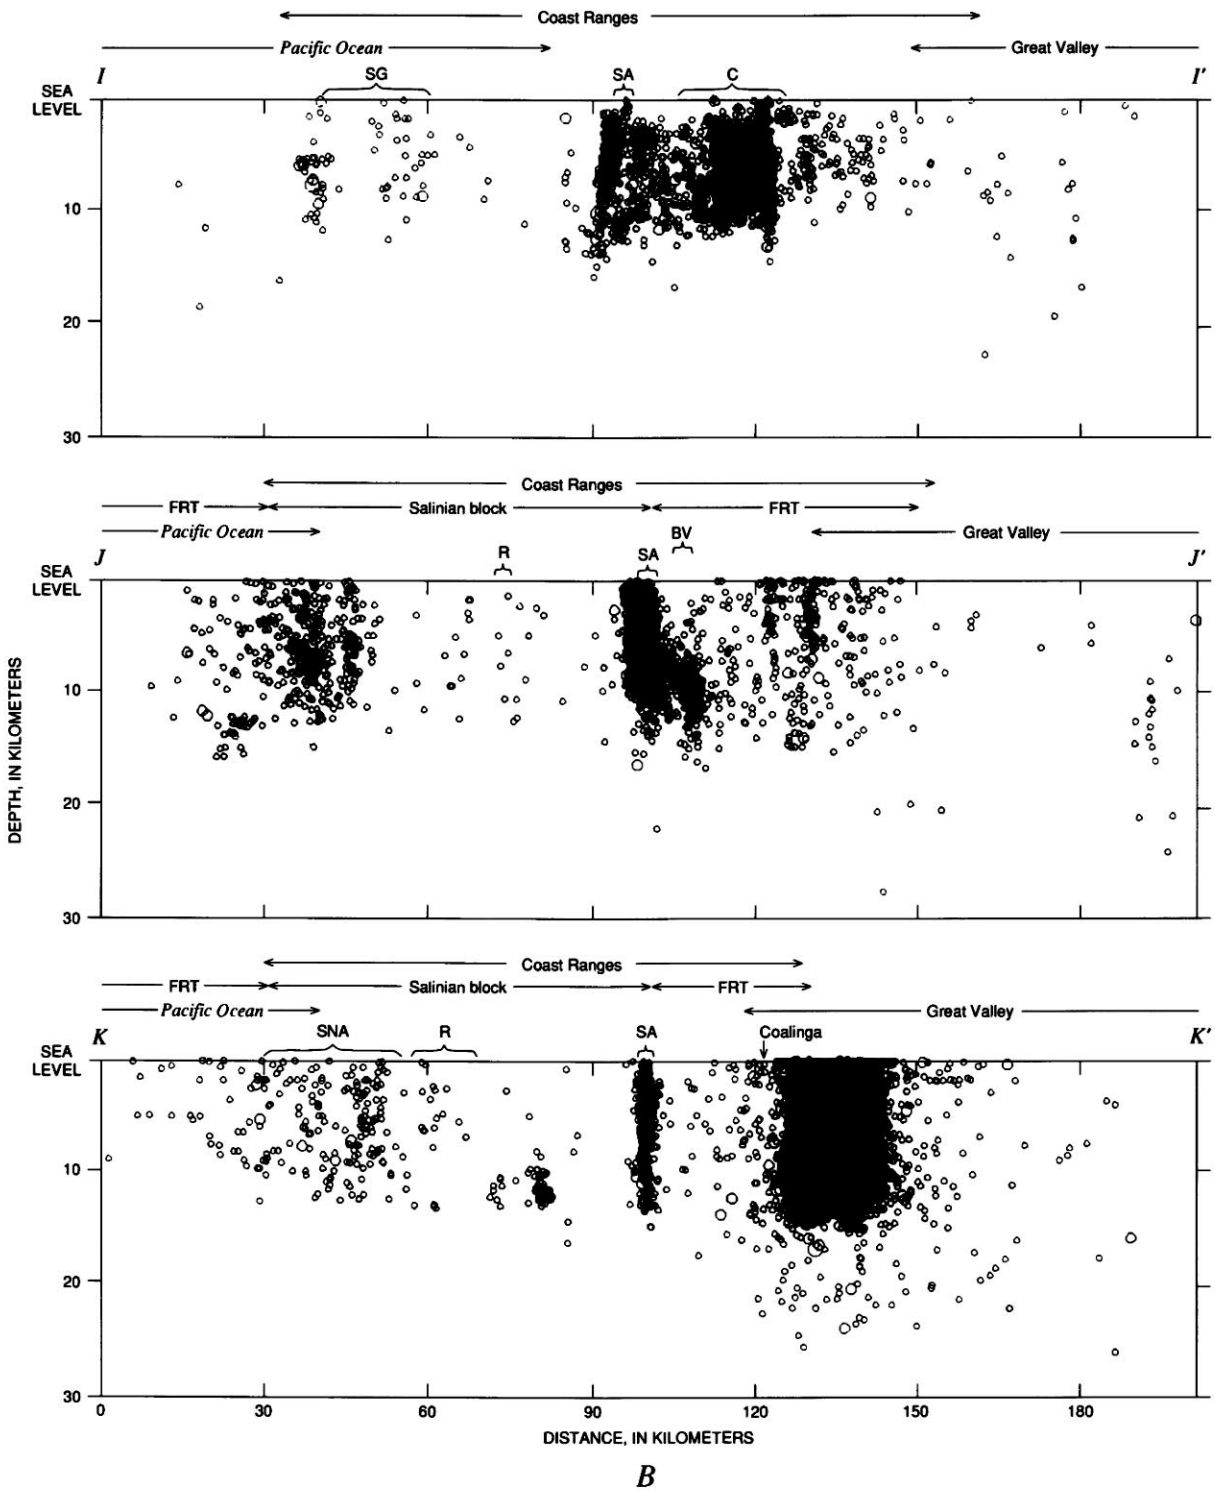 Coast Ranges
Pacific Ocean Great Valley
I SG SA C I′
SEA
LEVEL
10
20
30
Coast Ranges
FRT Salinian block FRT
Pacific Ocean BV Great Valley
J R SA J′
SEA
LEVEL
10
20
30
DEPTH, IN KILOMETERS
Coast Ranges
FRT Salinian block FRT
Pacific Ocean Great Valley
K SNA R SA Coalinga K′
SEA
LEVEL
10
20
30
0 30 60 90 120 150 180
DISTANCE, IN KILOMETERS
B